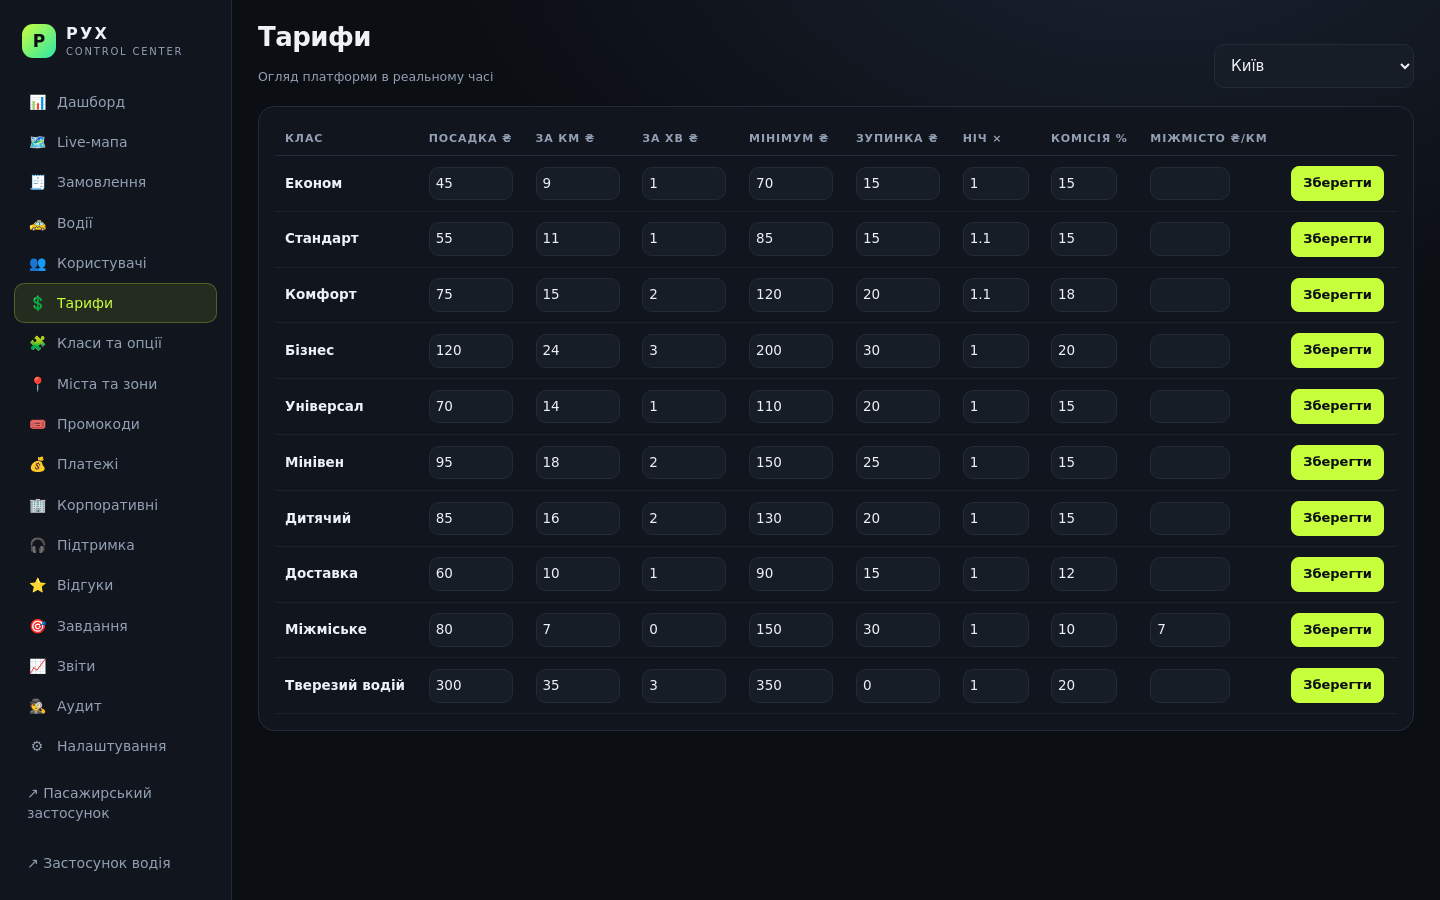 Р
РУХ
CONTROL CENTER
Дашборд
Live-мапа
Замовлення
Водії
Користувачі
Тарифи
Класи та опції
Міста та зони
Промокоди
Платежі
Корпоративні
Підтримка
Відгуки
Завдання
Звіти
Аудит
Налаштування
↗ Пасажирський
застосунок
↗ Застосунок водія
Тарифи
Огляд платформи в реальному часі
Київ
КЛАС ПОСАДКА ₴ ЗА КМ ₴ ЗА ХВ ₴ МІНІМУМ ₴ ЗУПИНКА ₴ НІЧ × КОМІСІЯ % МІЖМІСТО ₴/КМ
Економ 45 9 1 70 15 1 15 Зберегти
Стандарт 55 11 1 85 15 1.1 15 Зберегти
Комфорт 75 15 2 120 20 1.1 18 Зберегти
Бізнес 120 24 3 200 30 1 20 Зберегти
Універсал 70 14 1 110 20 1 15 Зберегти
Мінівен 95 18 2 150 25 1 15 Зберегти
Дитячий 85 16 2 130 20 1 15 Зберегти
Доставка 60 10 1 90 15 1 12 Зберегти
Міжміське 80 7 0 150 30 1 10 7 Зберегти
Тверезий водій 300 35 3 350 0 1 20 Зберегти